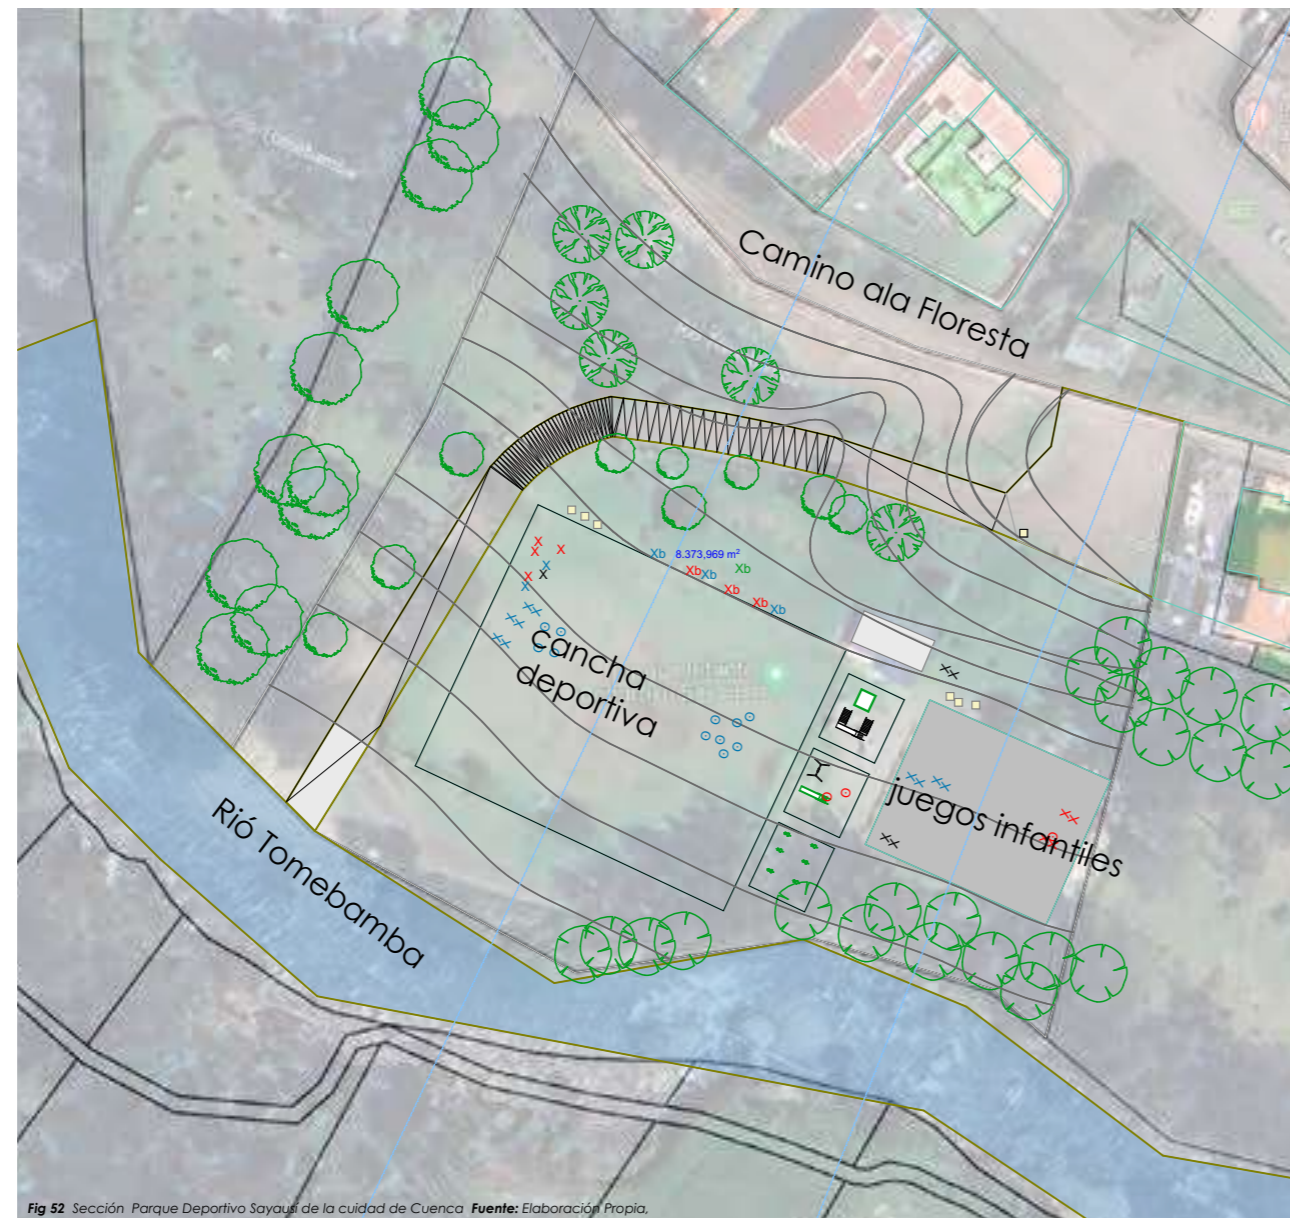 Camino ala Floresta
Xb 8.373,969 m²
Xb
Xb Xb
Xb
Xb Xb
X X
X
X
X X
X
cancha
deportiva
juegos infantiles
Rió Tomebamba
Fig 52 Sección Parque Deportivo Sayausí de la cuidad de Cuenca Fuente: Elaboración Propia,